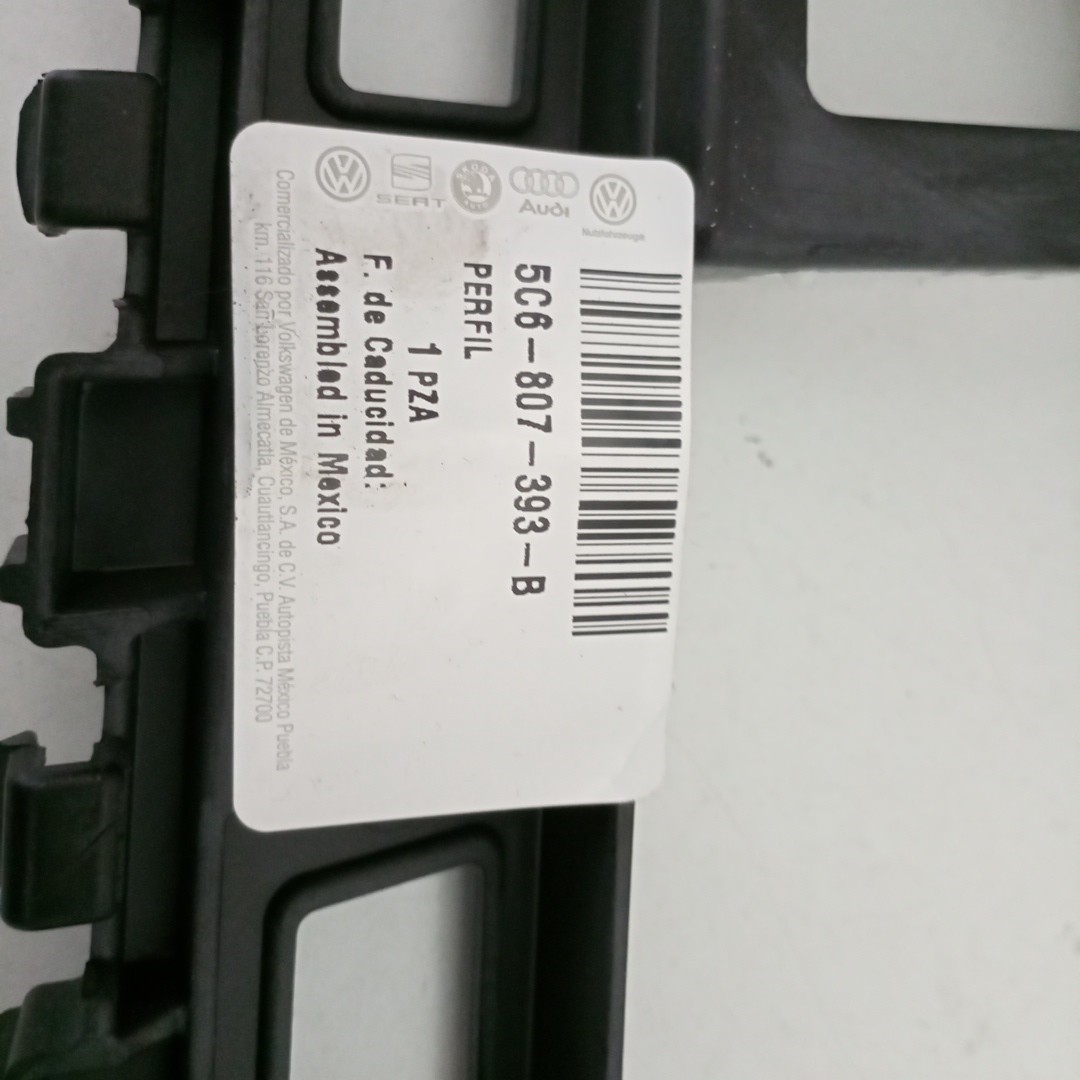 SEAT
SKODA
Audi
Nutzfahrzeuge
5C6-807-393-B
PERFIL
1 PZA
F. de Caducidad:
Assembled in Mexico
Comercializado por Volkswagen de México, S.A. de C.V. Autopista México Puebla
km. 116 San Lorenzo Almecatla, Cuautlancingo, Puebla C.P. 72700